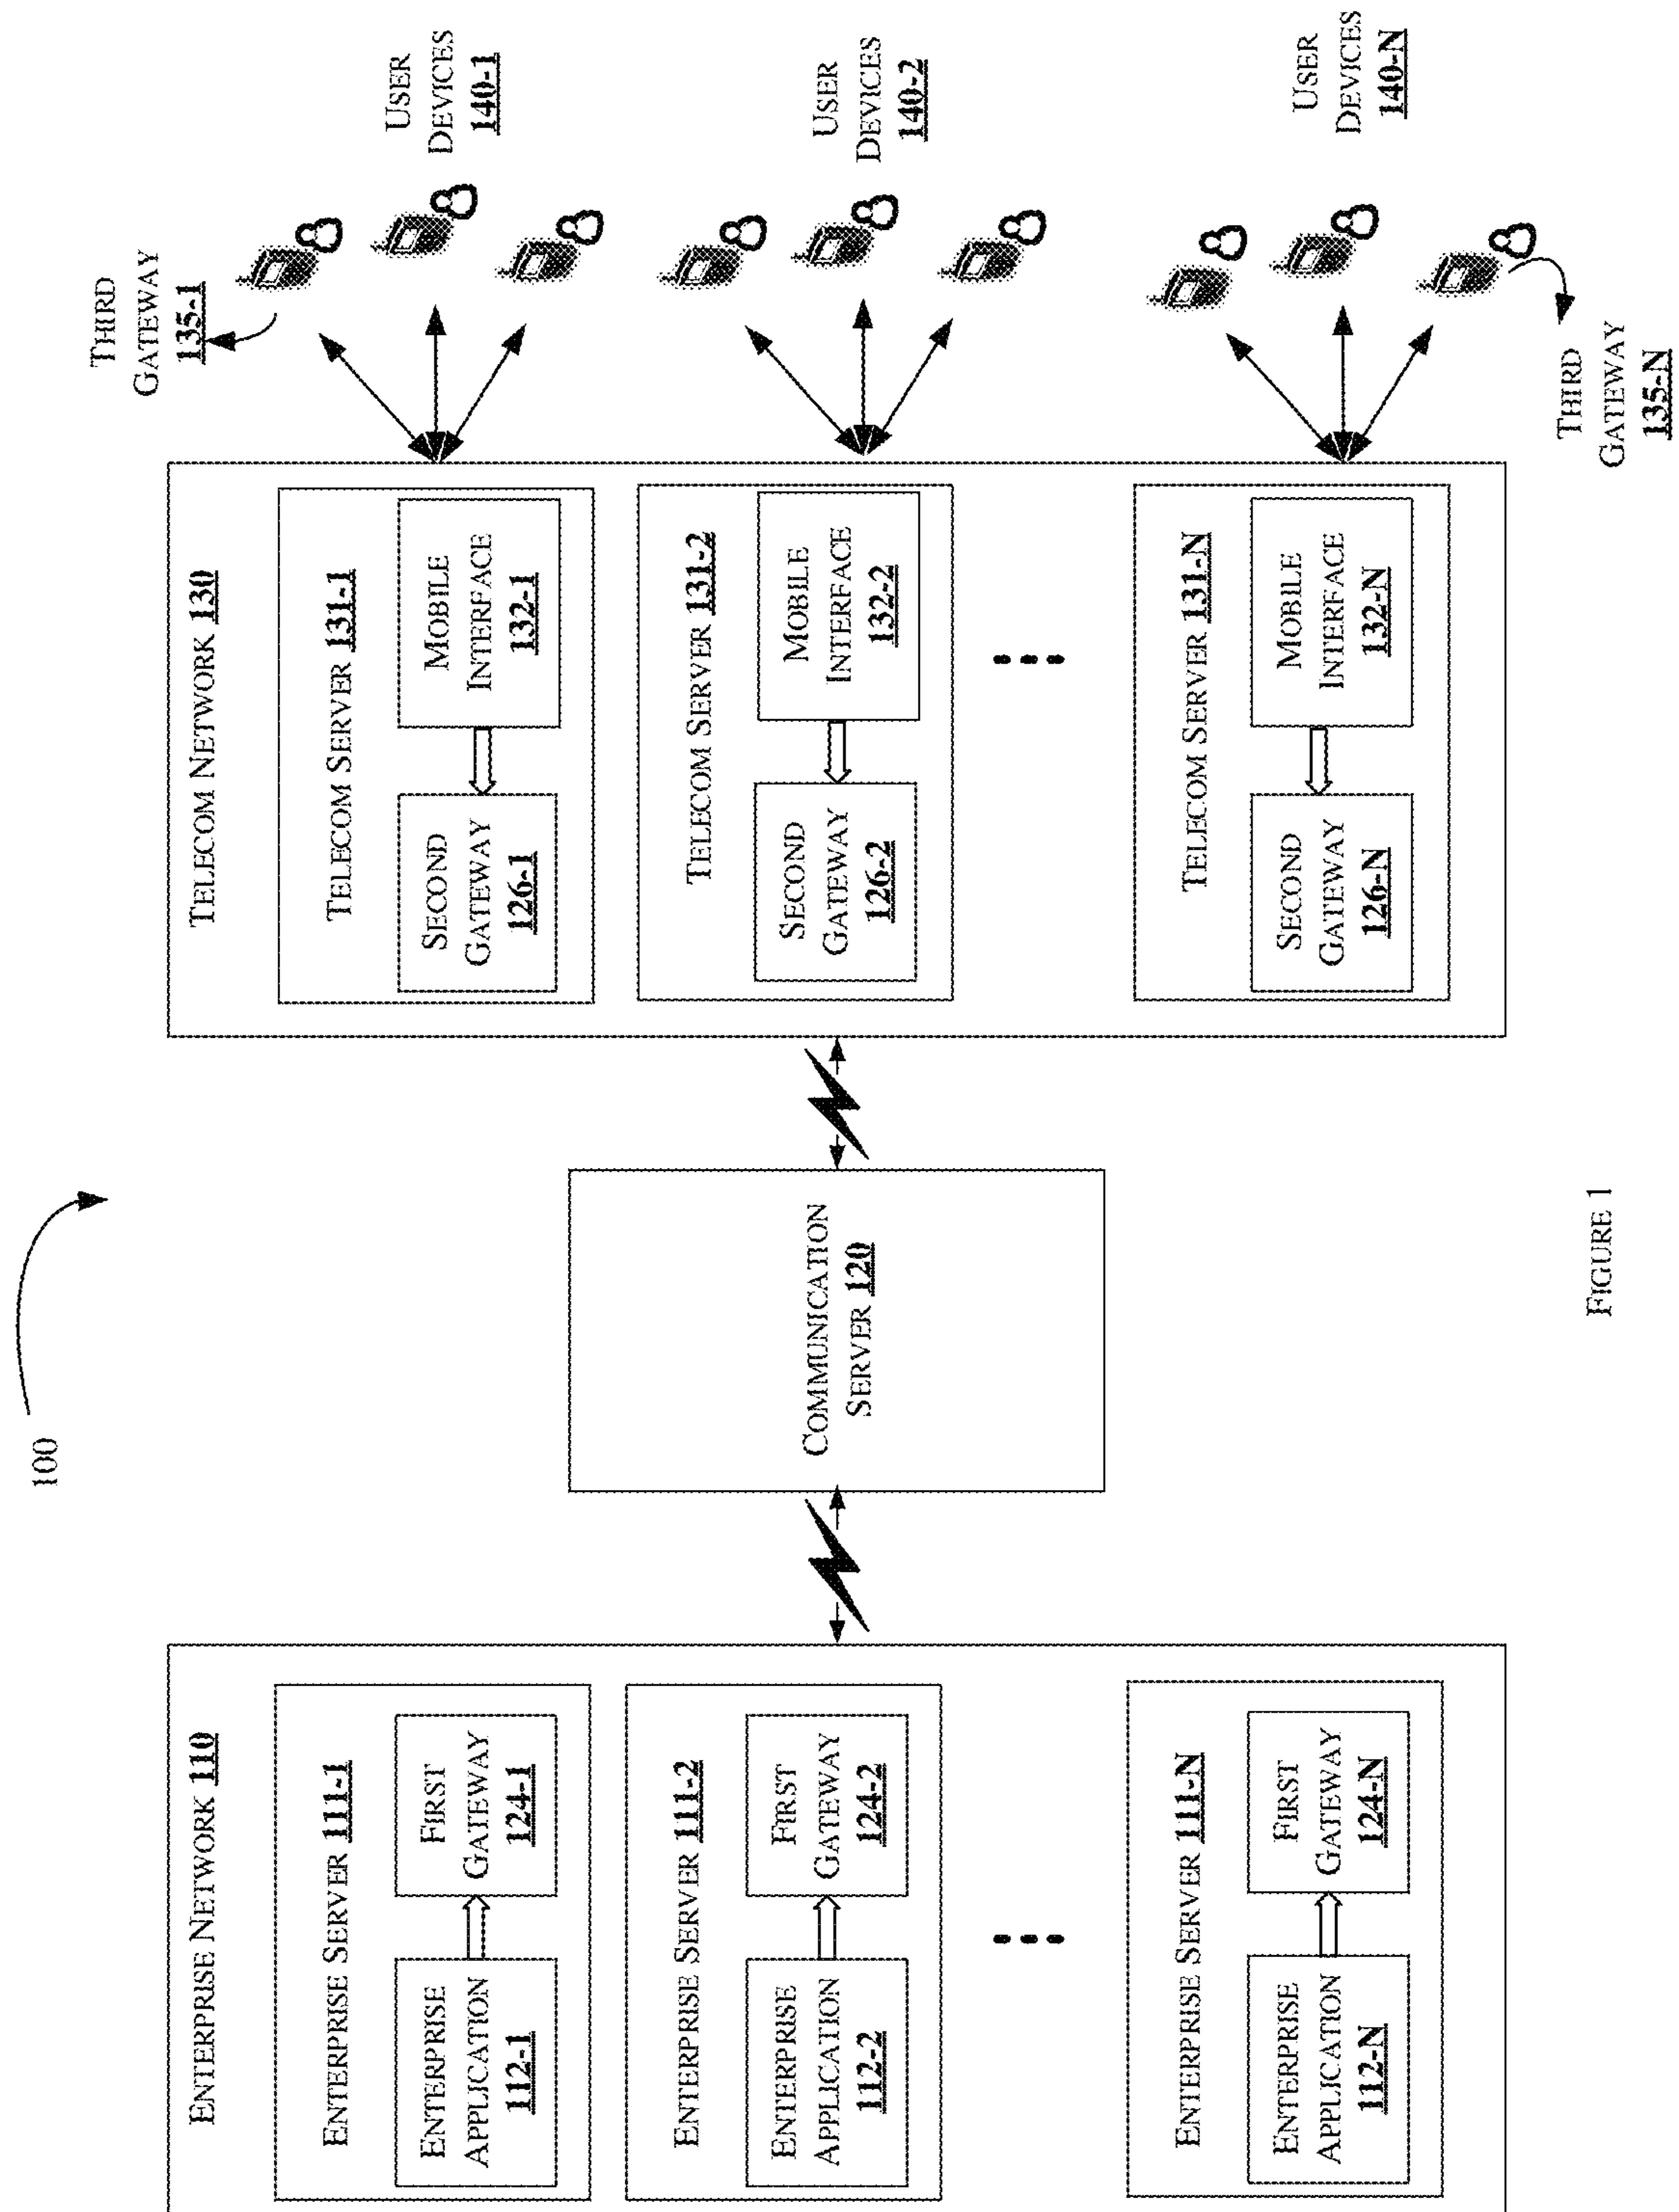 100
ENTERPRISE NETWORK 110
ENTERPRISE SERVER 111-1
ENTERPRISE
APPLICATION
112-1
FIRST
GATEWAY
124-1
ENTERPRISE SERVER 111-2
ENTERPRISE
APPLICATION
112-2
FIRST
GATEWAY
124-2
ENTERPRISE SERVER 111-N
ENTERPRISE
APPLICATION
112-N
FIRST
GATEWAY
124-N
COMMUNICATION
SERVER 120
TELECOM NETWORK 130
TELECOM SERVER 131-1
SECOND
GATEWAY
126-1
MOBILE
INTERFACE
132-1
TELECOM SERVER 131-2
SECOND
GATEWAY
126-2
MOBILE
INTERFACE
132-2
TELECOM SERVER 131-N
SECOND
GATEWAY
126-N
MOBILE
INTERFACE
132-N
THIRD
GATEWAY
135-1
USER
DEVICES
140-1
USER
DEVICES
140-2
USER
DEVICES
140-N
THIRD
GATEWAY
135-N
FIGURE 1